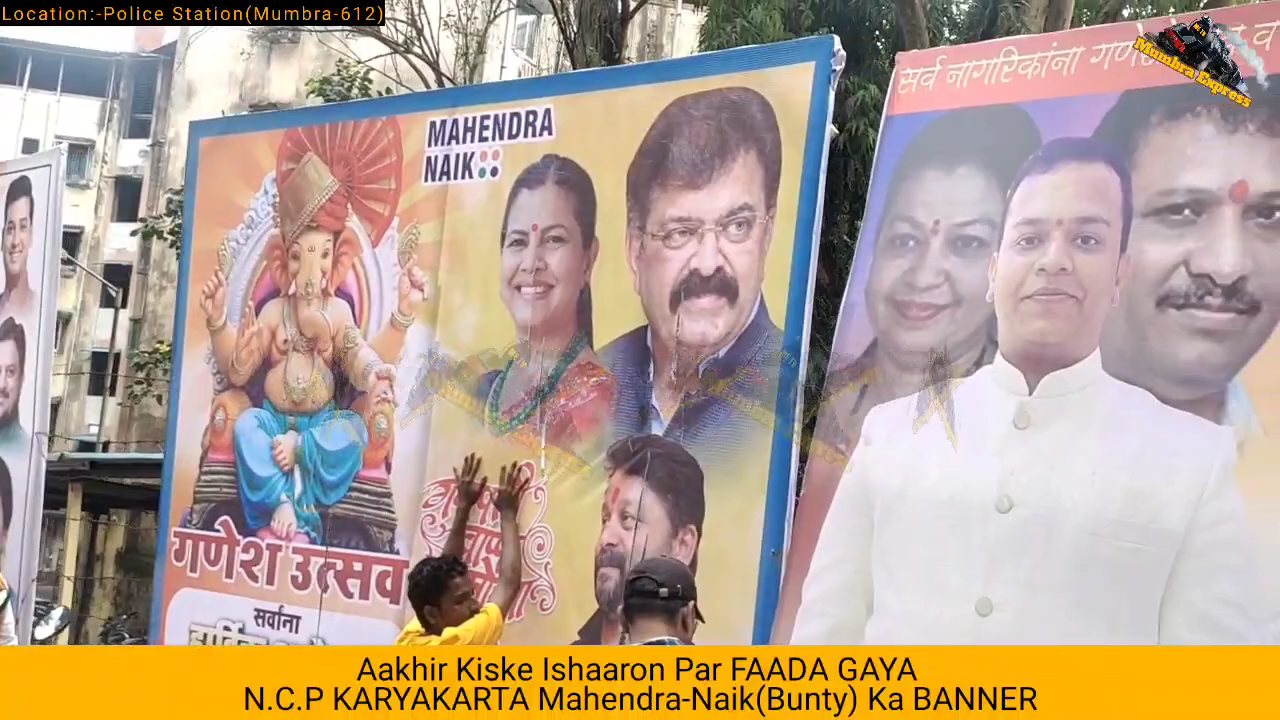 Location:-Police Station(Mumbra-612)
Mumbra Express
सर्व नागरिकांना
MAHENDRA
NAIK
गणेश उत्सव
सर्वांना
Aakhir Kiske Ishaaron Par FAADA GAYA
N.C.P KARYAKARTA Mahendra-Naik(Bunty) Ka BANNER